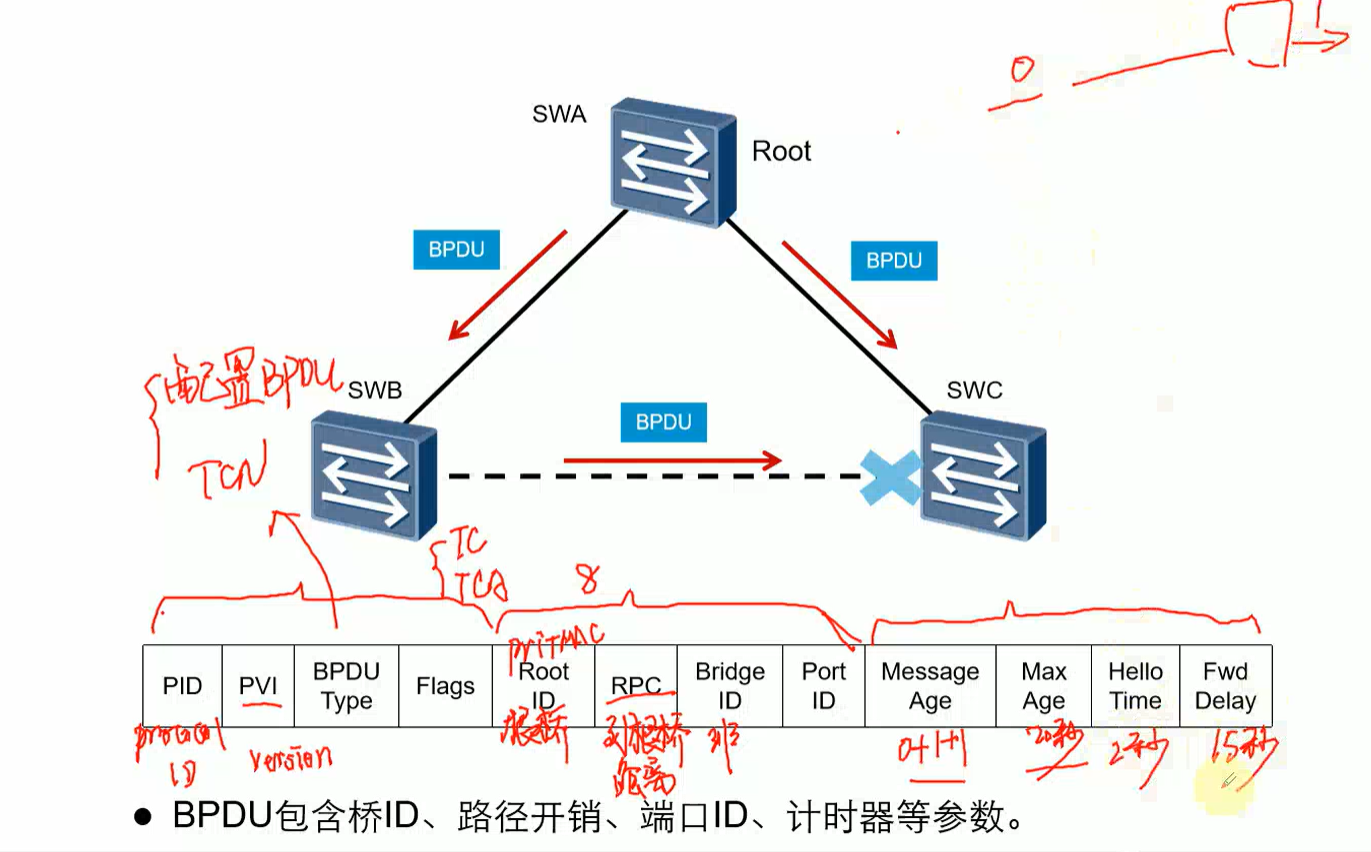 0
SWA
Root
BPDU
BPDU
配置BPDU
SWB
SWC
BPDU
TCN
TC
TCA
8
pri+MAC
PID
PVI
BPDU Type
Flags
Root ID
RPC
Bridge ID
Port ID
Message Age
Max Age
Hello Time
Fwd Delay
protocol ID
version
根桥
到根桥距离
0+1+1
20秒
2秒
15秒
● BPDU包含桥ID、路径开销、端口ID、计时器等参数。